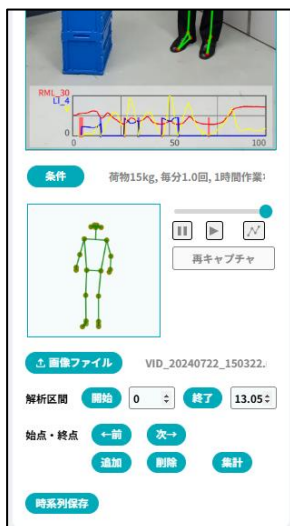 RML_30
LT_4
0
0 50 100
条件 荷物15kg, 毎分1.0回, 1時間作業
再キャプチャ
画像ファイル VID_20240722_150322.
解析区間 開始 0 終了 13.05
始点・終点 ←前 次→
追加 削除 集計
時系列保存